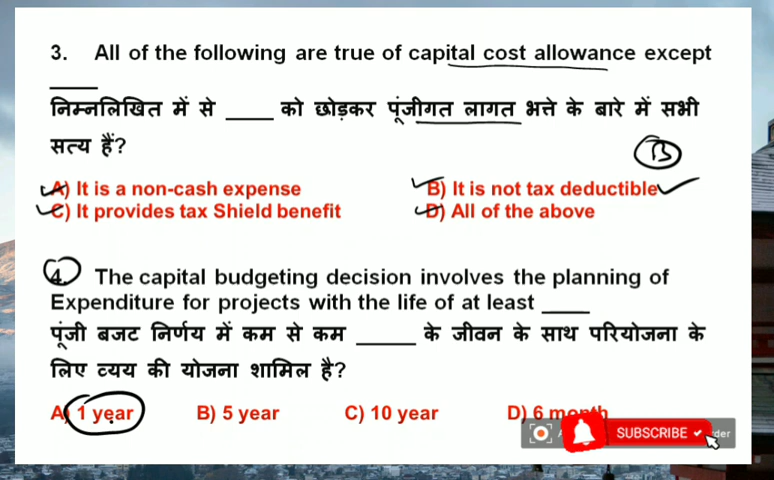 3. All of the following are true of capital cost allowance except
____
निम्नलिखित में से ____ को छोड़कर पूंजीगत लागत भत्ते के बारे में सभी
सत्य हैं?
B
A) It is a non-cash expense B) It is not tax deductible
C) It provides tax Shield benefit D) All of the above
4. The capital budgeting decision involves the planning of
Expenditure for projects with the life of at least ____
पूंजी बजट निर्णय में कम से कम _____ के जीवन के साथ परियोजना के
लिए व्यय की योजना शामिल है?
A) 1 year B) 5 year C) 10 year D) 6 month
SUBSCRIBE